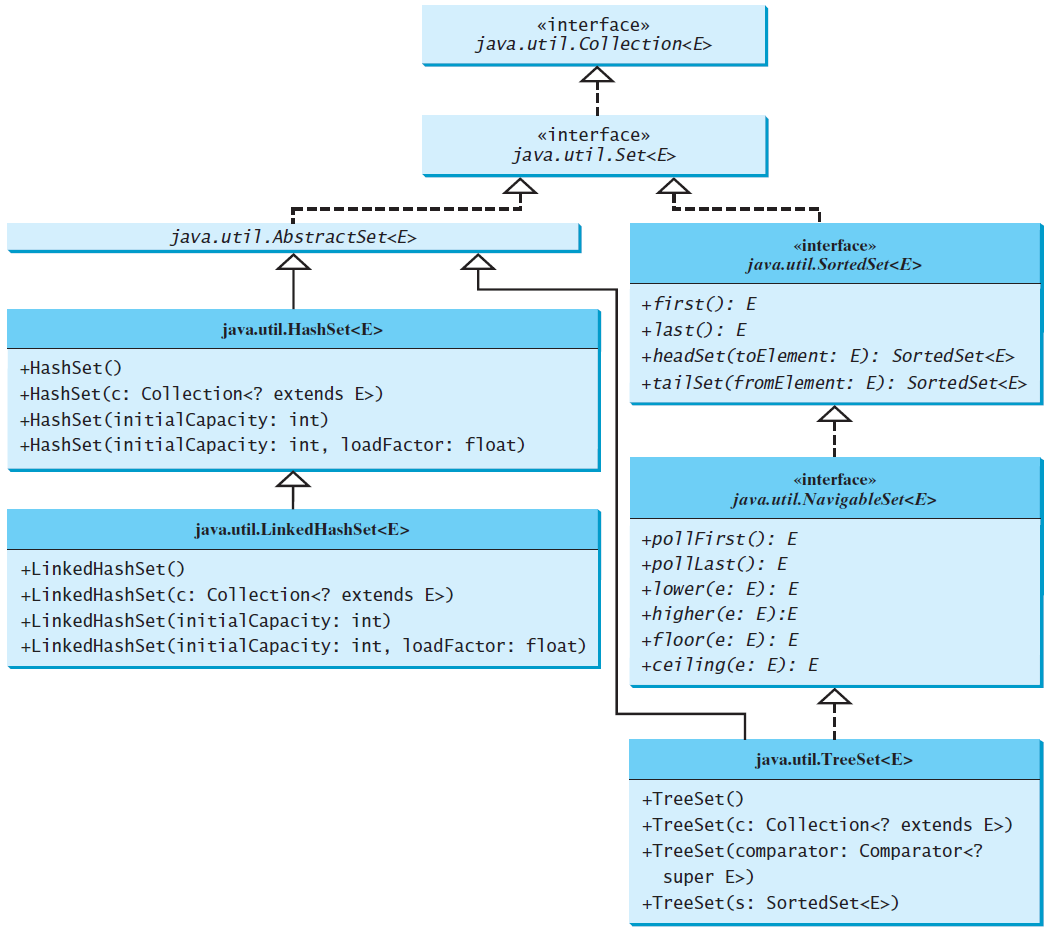 «interface»
java.util.Collection<E>
«interface»
java.util.Set<E>
java.util.AbstractSet<E>
«interface»
java.util.SortedSet<E>
+first(): E
+last(): E
+headSet(toElement: E): SortedSet<E>
+tailSet(fromElement: E): SortedSet<E>
java.util.HashSet<E>
+HashSet()
+HashSet(c: Collection<? extends E>)
+HashSet(initialCapacity: int)
+HashSet(initialCapacity: int, loadFactor: float)
java.util.LinkedHashSet<E>
+LinkedHashSet()
+LinkedHashSet(c: Collection<? extends E>)
+LinkedHashSet(initialCapacity: int)
+LinkedHashSet(initialCapacity: int, loadFactor: float)
«interface»
java.util.NavigableSet<E>
+pollFirst(): E
+pollLast(): E
+lower(e: E): E
+higher(e: E):E
+floor(e: E): E
+ceiling(e: E): E
java.util.TreeSet<E>
+TreeSet()
+TreeSet(c: Collection<? extends E>)
+TreeSet(comparator: Comparator<?
super E>)
+TreeSet(s: SortedSet<E>)